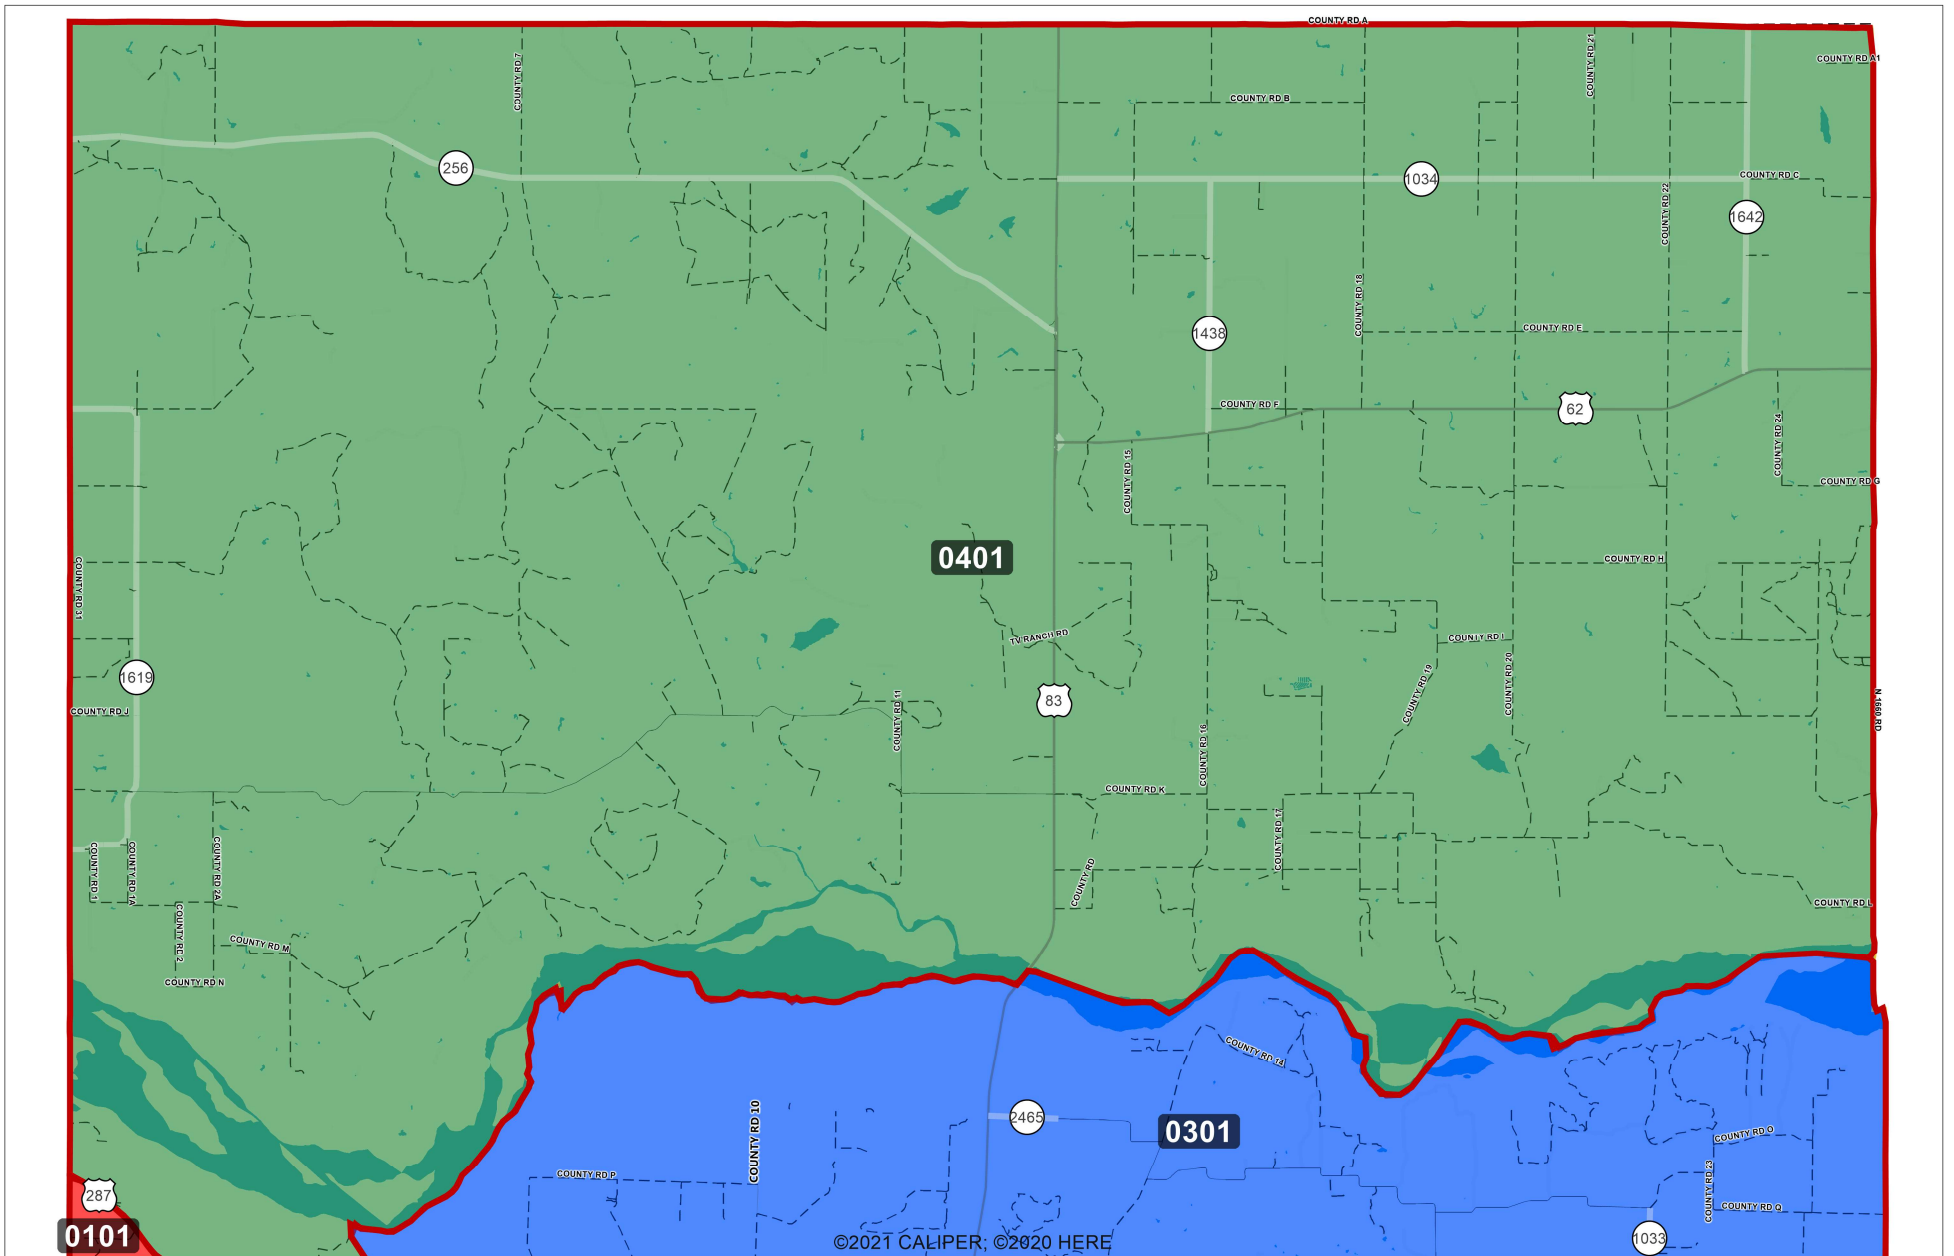 COUNTY RD A
COUNTY RD 7
COUNTY RD 21
COUNTY RD A1
COUNTY RD B
256
1034
COUNTY RD C
COUNTY RD 22
1642
COUNTY RD 18
1438
COUNTY RD E
COUNTY RD F
62
COUNTY RD 24
COUNTY RD 15
COUNTY RD G
0401
COUNTY RD H
COUNTY RD 31
TV RANCH RD
COUNTY RD I
1619
COUNTY RD 19
COUNTY RD 20
83
N 1660 RD
COUNTY RD J
COUNTY RD 11
COUNTY RD 16
COUNTY RD K
COUNTY RD 17
COUNTY RD 1
COUNTY RD 1A
COUNTY RD 2A
COUNTY RD
COUNTY RD L
COUNTY RD 2
COUNTY RD M
COUNTY RD N
COUNTY RD 14
2465
0301
COUNTY RD 10
COUNTY RD O
COUNTY RD P
COUNTY RD 23
287
COUNTY RD Q
0101
©2021 CALIPER; ©2020 HERE
1033